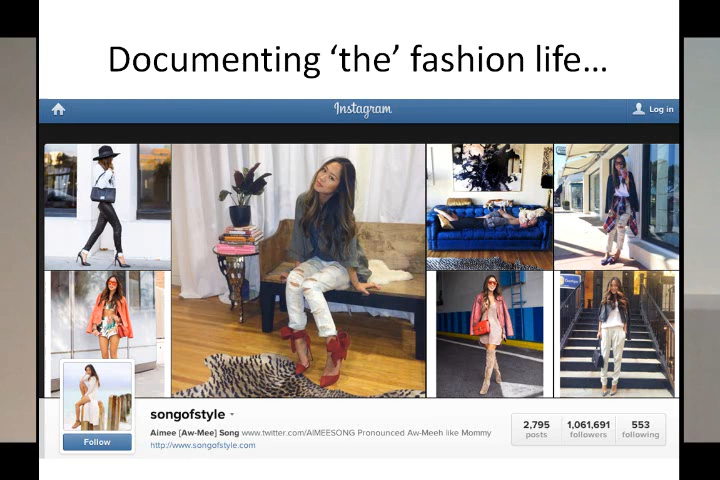 Documenting ‘the’ fashion life…
Instagram
Log in
songofstyle
Aimee [Aw-Mee] Song www.twitter.com/AIMEESONG Pronounced Aw-Meeh like Mommy
http://www.songofstyle.com
Follow
2,795 1,061,691 553
posts followers following